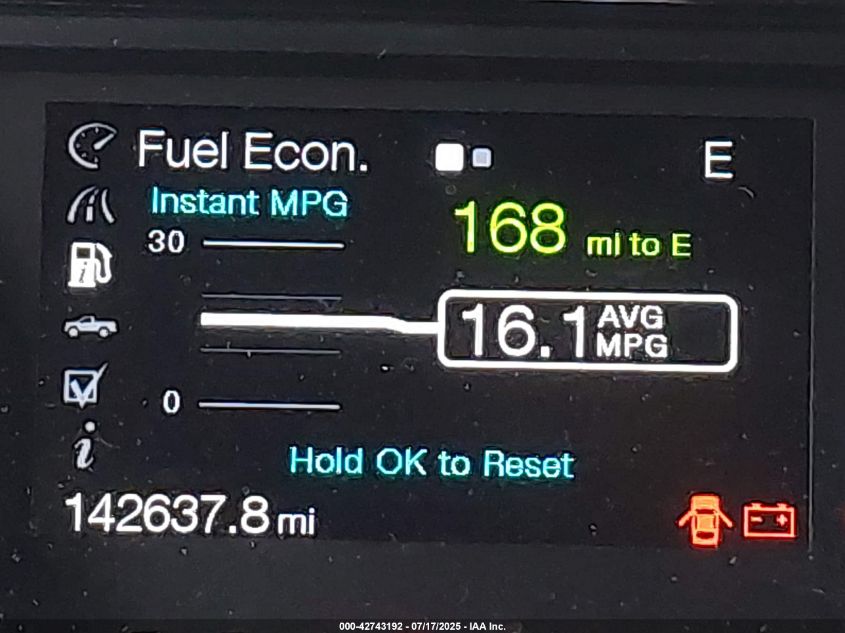 Fuel Econ.
E
Instant MPG
168 mi to E
30
16.1 AVG MPG
0
Hold OK to Reset
142637.8 mi
000-42743192 - 07/17/2025 - IAA Inc.